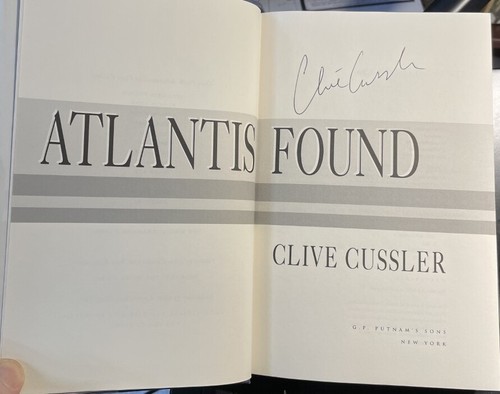 Clive Cussler
ATLANTIS FOUND
CLIVE CUSSLER
G. P. PUTNAM'S SONS
NEW YORK